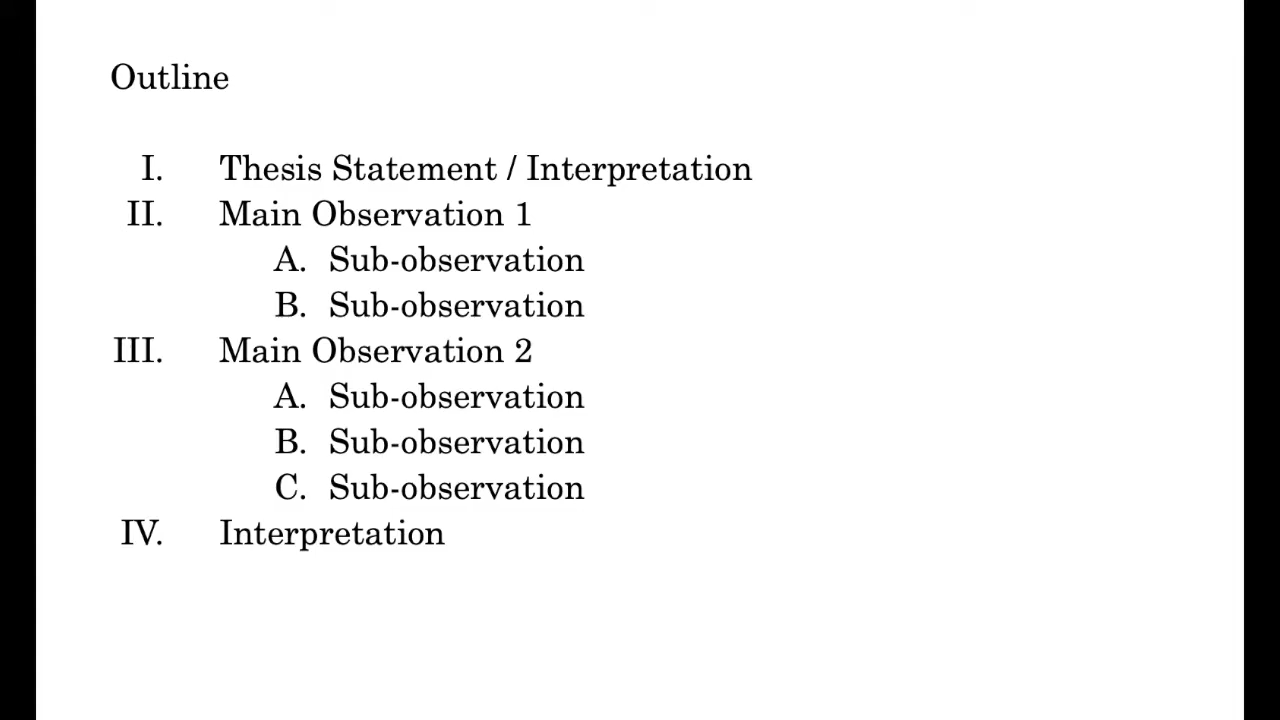 Outline
I. Thesis Statement / Interpretation
II. Main Observation 1
A. Sub-observation
B. Sub-observation
III. Main Observation 2
A. Sub-observation
B. Sub-observation
C. Sub-observation
IV. Interpretation